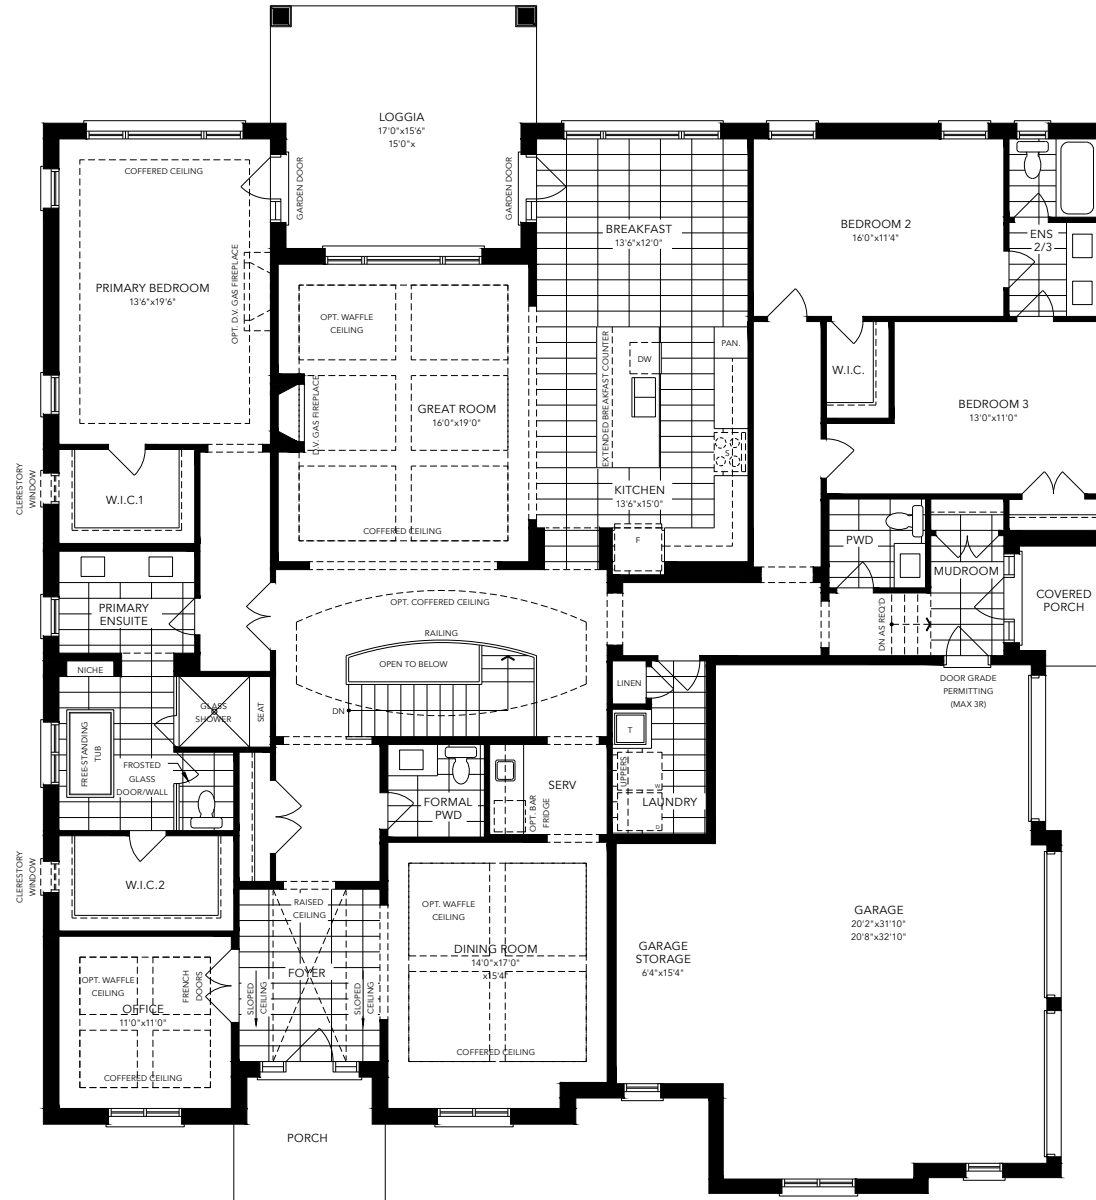 LOGGIA
17'0"x15'6"
15'0"x
COFFERED CEILING
GARDEN DOOR
GARDEN DOOR
BREAKFAST
13'6"x12'0"
BEDROOM 2
16'0"x11'4"
ENS
2/3
PRIMARY BEDROOM
13'6"x19'6"
OPT. D.V. GAS FIREPLACE
OPT. WAFFLE
CEILING
EXTENDED BREAKFAST COUNTER
DW
PAN.
W.I.C.
D.V. GAS FIREPLACE
GREAT ROOM
16'0"x19'0"
BEDROOM 3
13'0"x11'0"
S
CLERESTORY
WINDOW
W.I.C.1
KITCHEN
13'6"x15'0"
COFFERED CEILING
F
PWD
MUDROOM
COVERED
PORCH
PRIMARY
ENSUITE
OPT. COFFERED CEILING
RAILING
DN AS REQ'D
NICHE
OPEN TO BELOW
LINEN
DOOR GRADE
PERMITTING
(MAX 3R)
GLASS
SHOWER
SEAT
DN
T
FREE-STANDING
TUB
FROSTED
GLASS
DOOR/WALL
UPPERS
W
D
LAUNDRY
FORMAL
PWD
SERV
OPT. BAR
FRIDGE
CLERESTORY
WINDOW
W.I.C.2
RAISED
CEILING
OPT. WAFFLE
CEILING
GARAGE
20'2"x31'10"
20'8"x32'10"
DINING ROOM
14'0"x17'0"
x15'4"
GARAGE
STORAGE
6'4"x15'4"
FOYER
SLOPED
CEILING
SLOPED
CEILING
FRENCH
DOORS
OPT. WAFFLE
CEILING
OFFICE
11'0"x11'0"
COFFERED CEILING
COFFERED CEILING
PORCH